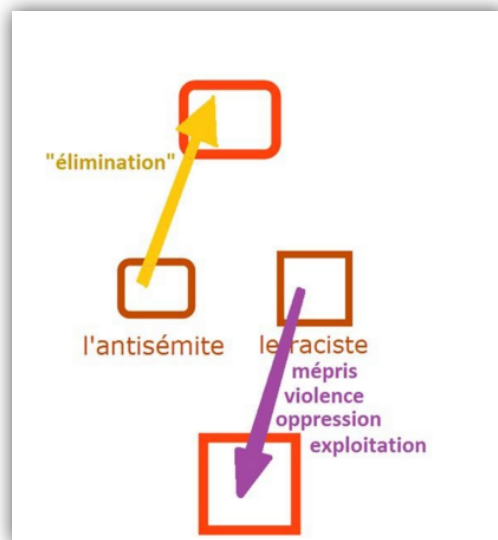 "élimination"
l'antisémite
le raciste
mépris
violence
oppression
exploitation